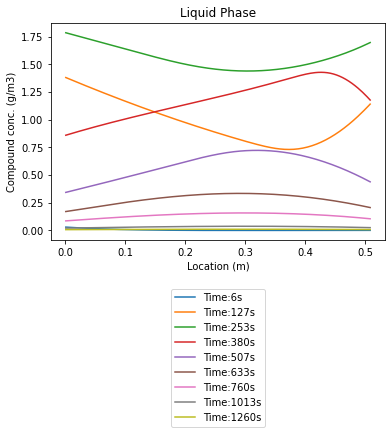 Liquid Phase
1.75
1.50
1.25
1.00
0.75
0.50
0.25
0.00
Compound conc. (g/m3)
0.0 0.1 0.2 0.3 0.4 0.5
Location (m)
Time:6s
Time:127s
Time:253s
Time:380s
Time:507s
Time:633s
Time:760s
Time:1013s
Time:1260s